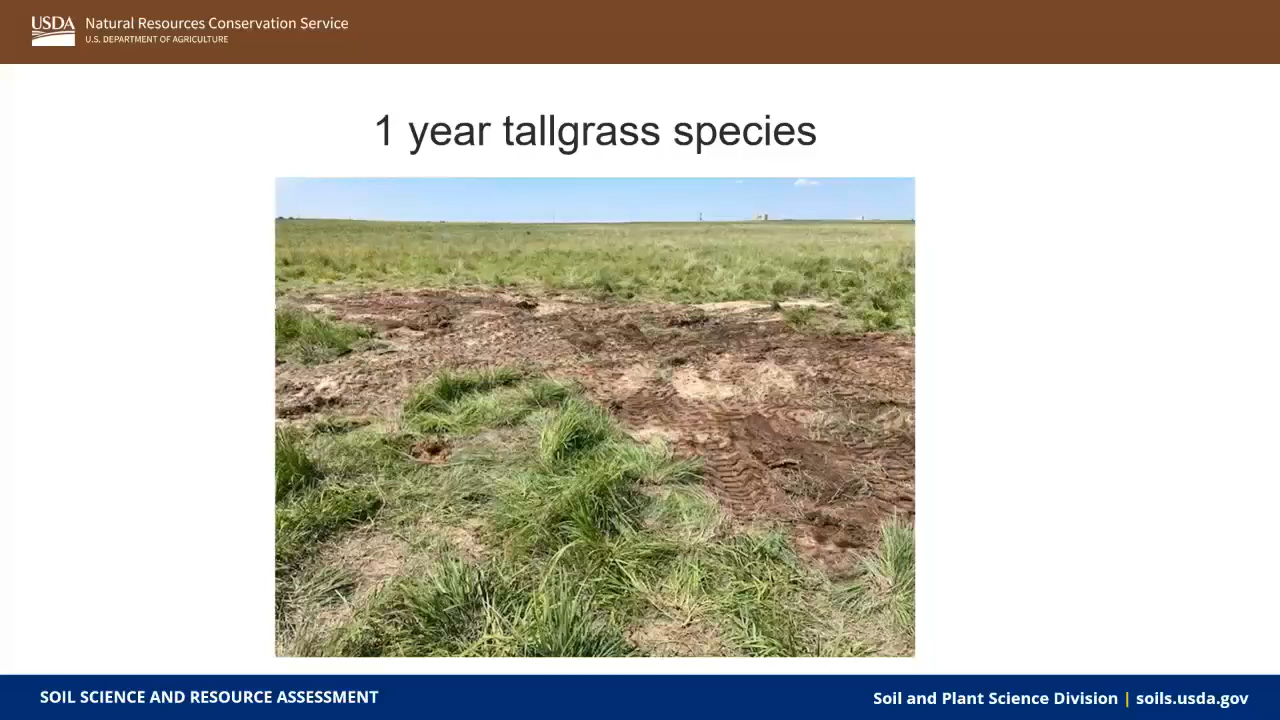 USDA
Natural Resources Conservation Service
U.S. DEPARTMENT OF AGRICULTURE
1 year tallgrass species
SOIL SCIENCE AND RESOURCE ASSESSMENT
Soil and Plant Science Division | soils.usda.gov